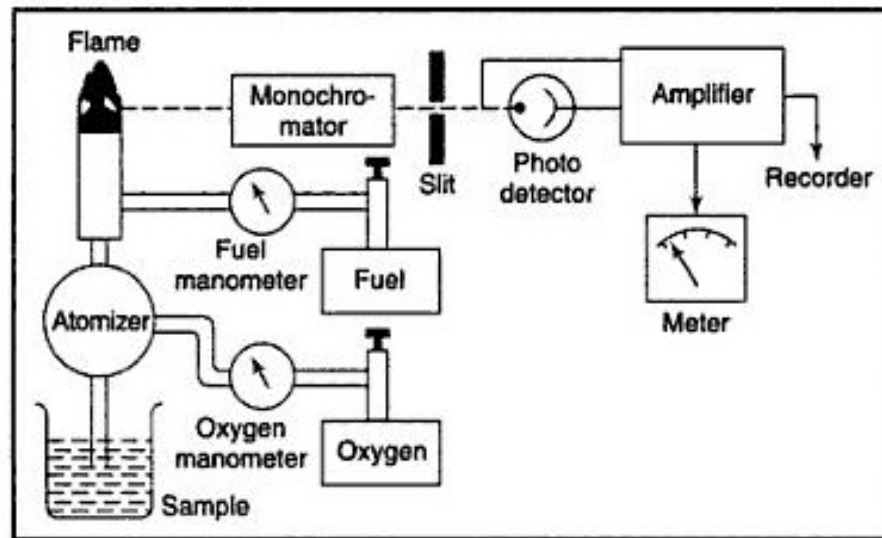 Flame
Monochro-
mator
Slit
Photo
detector
Amplifier
Recorder
Meter
Fuel
manometer
Fuel
Atomizer
Oxygen
manometer
Oxygen
Sample